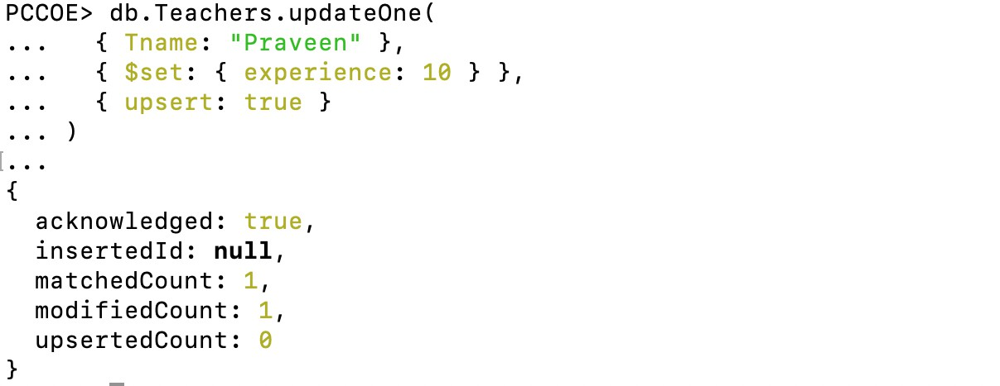 PCCOE> db.Teachers.updateOne(
...   { Tname: "Praveen" },
...   { $set: { experience: 10 } },
...   { upsert: true }
... )
...
{
  acknowledged: true,
  insertedId: null,
  matchedCount: 1,
  modifiedCount: 1,
  upsertedCount: 0
}